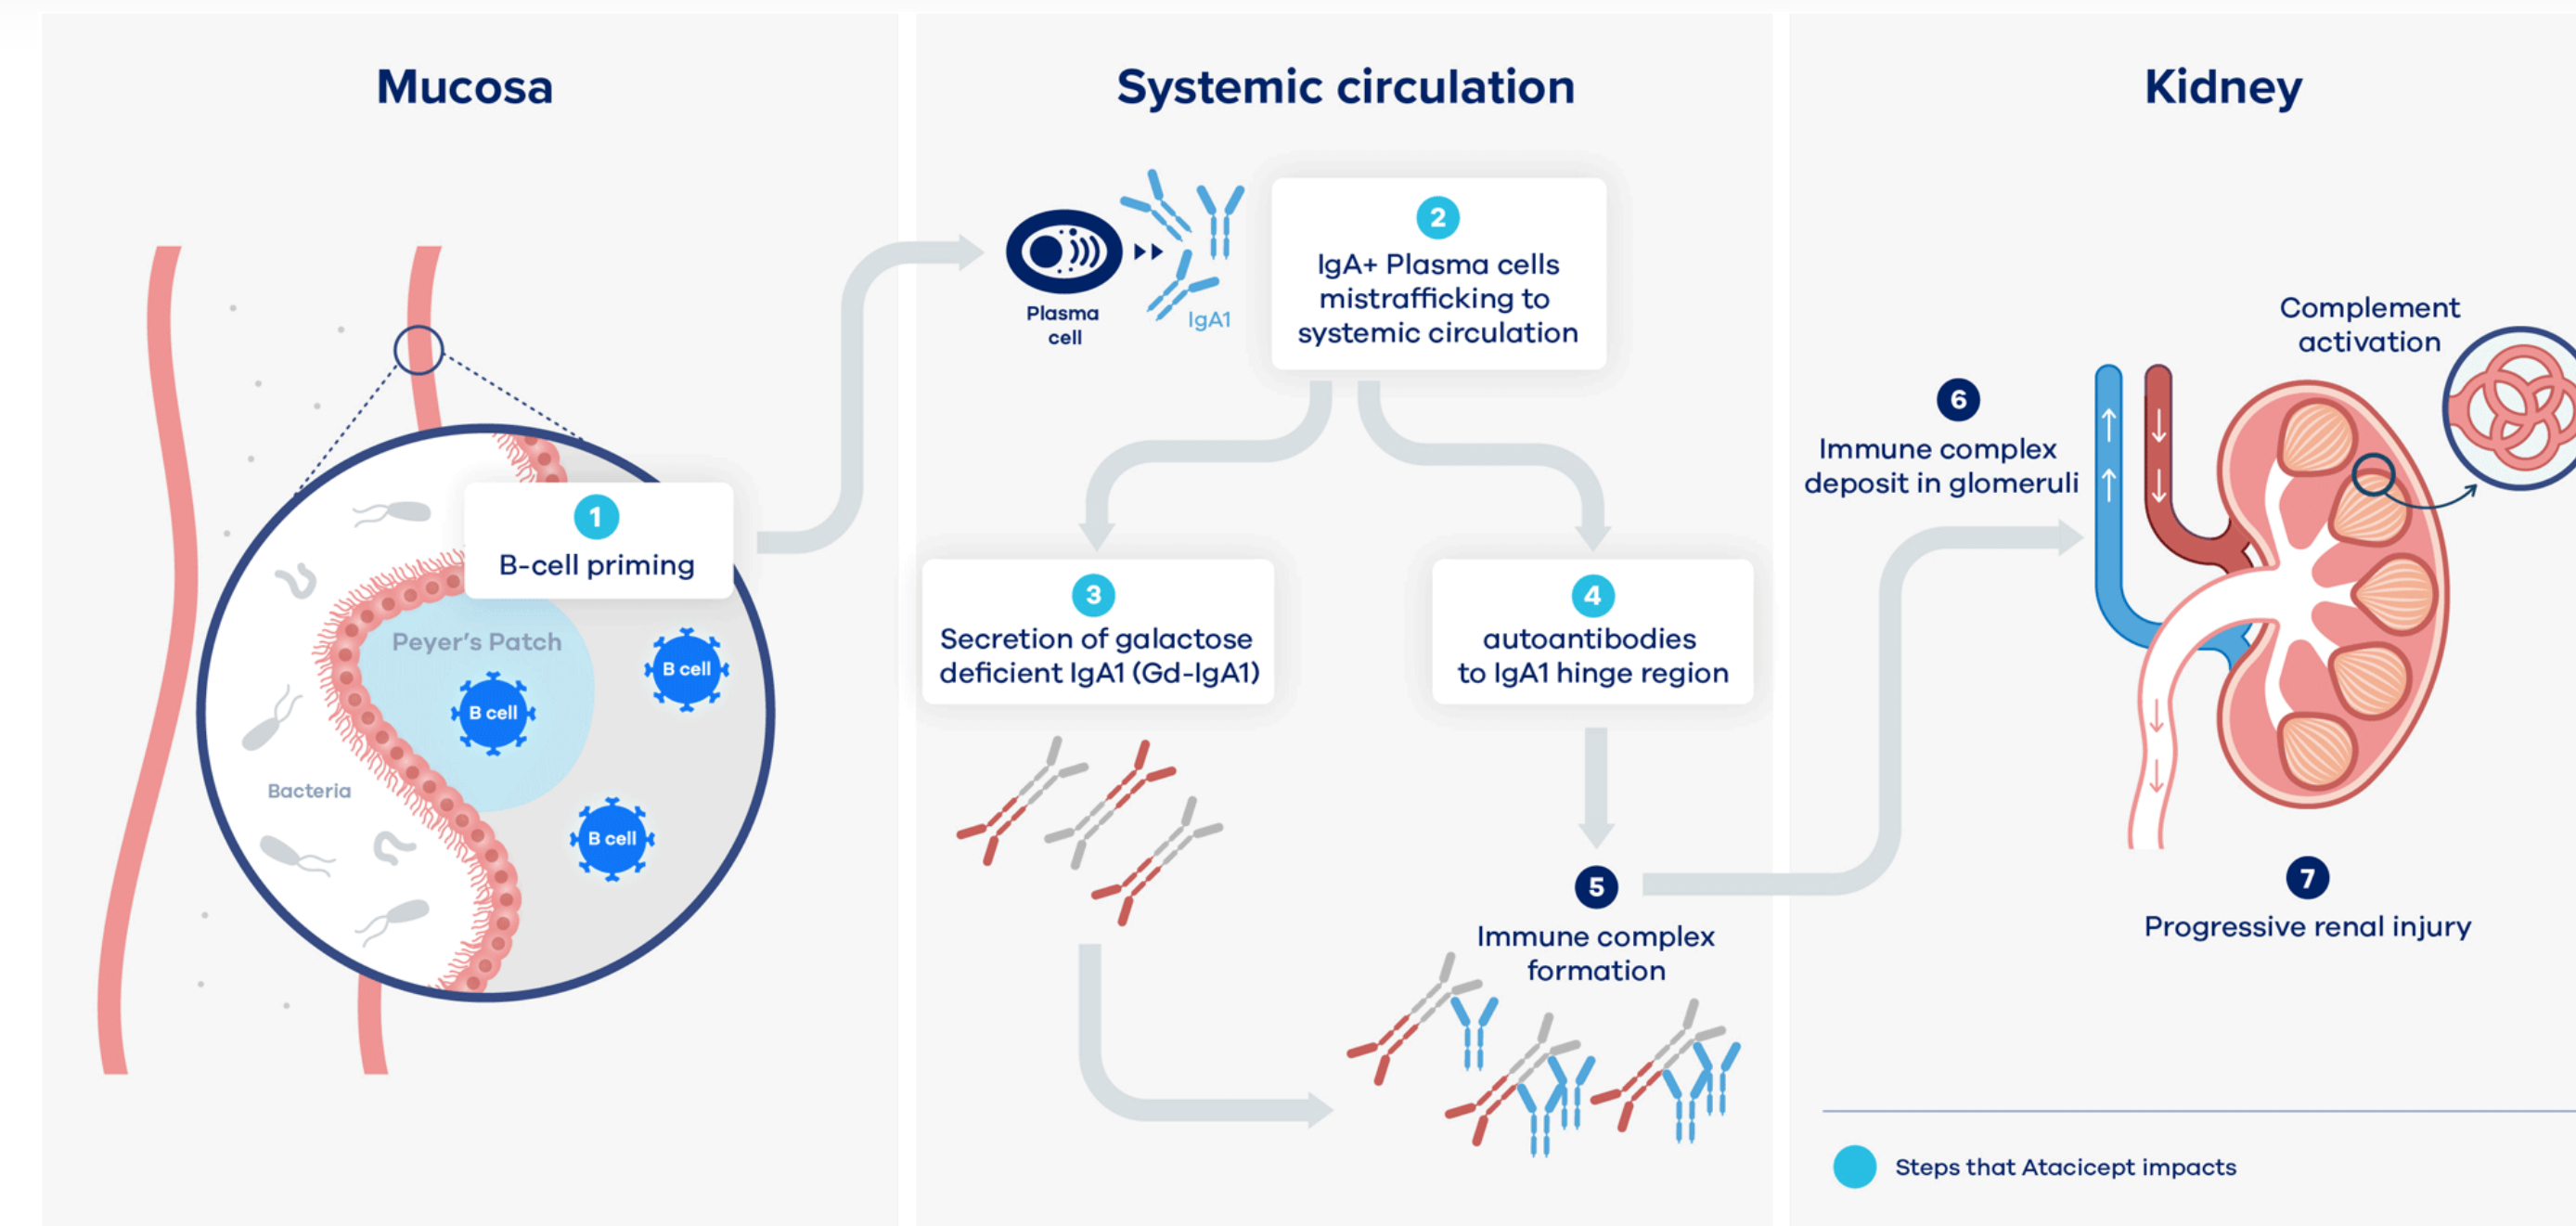 Mucosa
1
B-cell priming
Peyer's Patch
B cell
B cell
B cell
Bacteria
Systemic circulation
Plasma
cell
IgA1
2
IgA+ Plasma cells
mistrafficking to
systemic circulation
3
Secretion of galactose
deficient IgA1 (Gd-IgA1)
4
autoantibodies
to IgA1 hinge region
5
Immune complex
formation
Kidney
Complement
activation
6
Immune complex
deposit in glomeruli
7
Progressive renal injury
Steps that Atacicept impacts